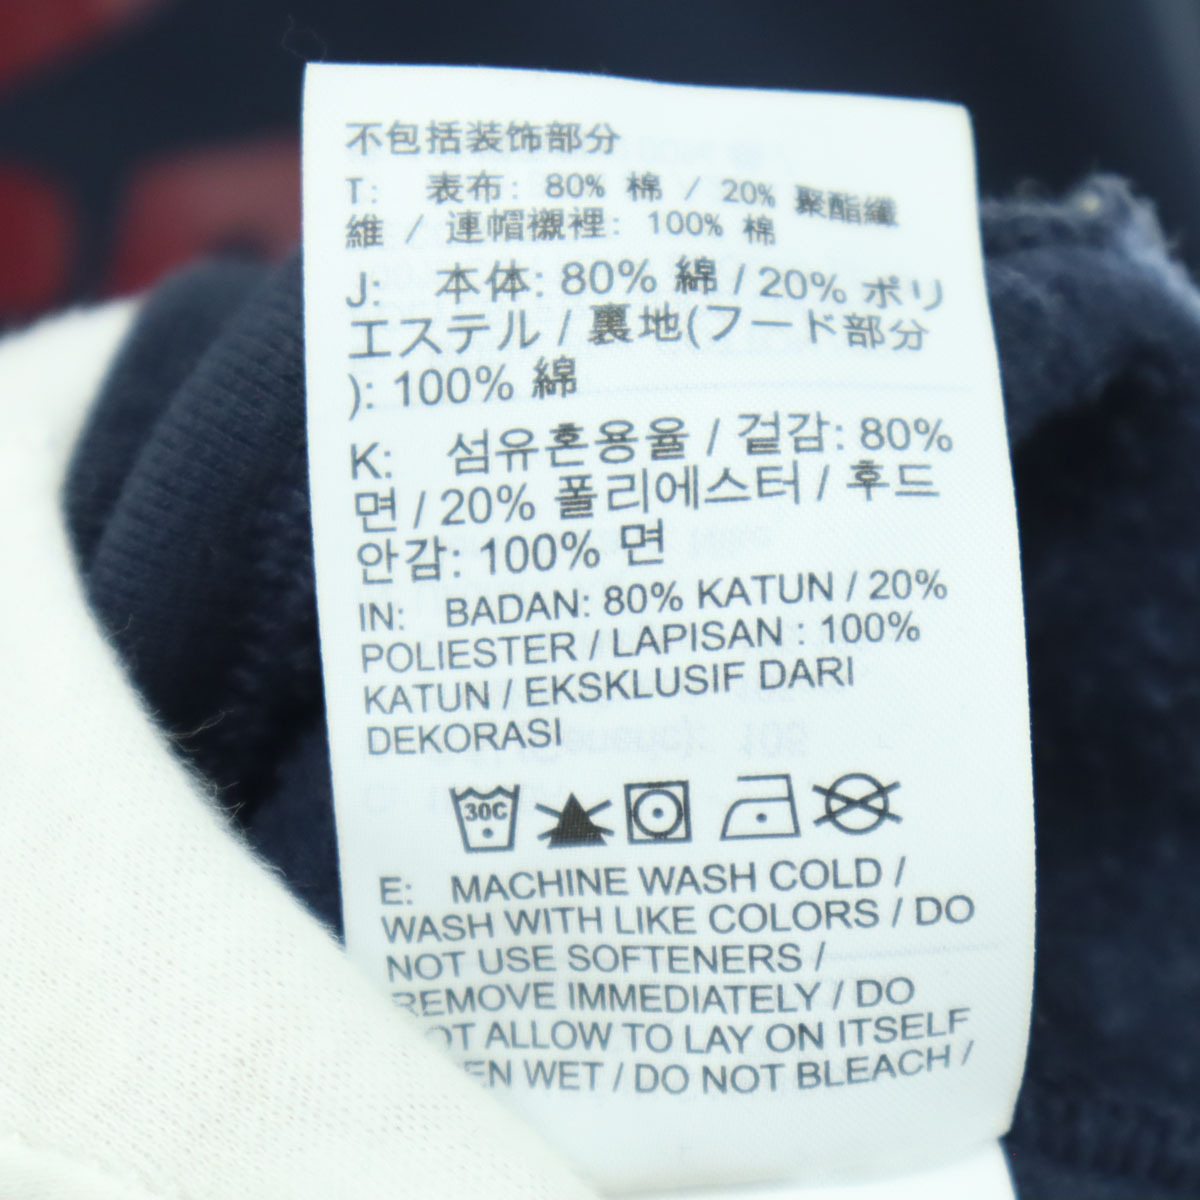 不包括装饰部分
T: 表布: 80% 棉 / 20% 聚酯纖
維 / 連帽襯裡: 100% 棉
J: 本体: 80% 綿 / 20% ポリ
エステル / 裏地(フード部分
): 100% 綿
K: 섬유혼용율 / 겉감: 80%
면 / 20% 폴리에스터 / 후드
안감: 100% 면
IN: BADAN: 80% KATUN / 20%
POLIESTER / LAPISAN : 100%
KATUN / EKSKLUSIF DARI
DEKORASI
30C
E: MACHINE WASH COLD /
WASH WITH LIKE COLORS / DO
NOT USE SOFTENERS /
REMOVE IMMEDIATELY / DO
NOT ALLOW TO LAY ON ITSELF
WET / DO NOT BLEACH /